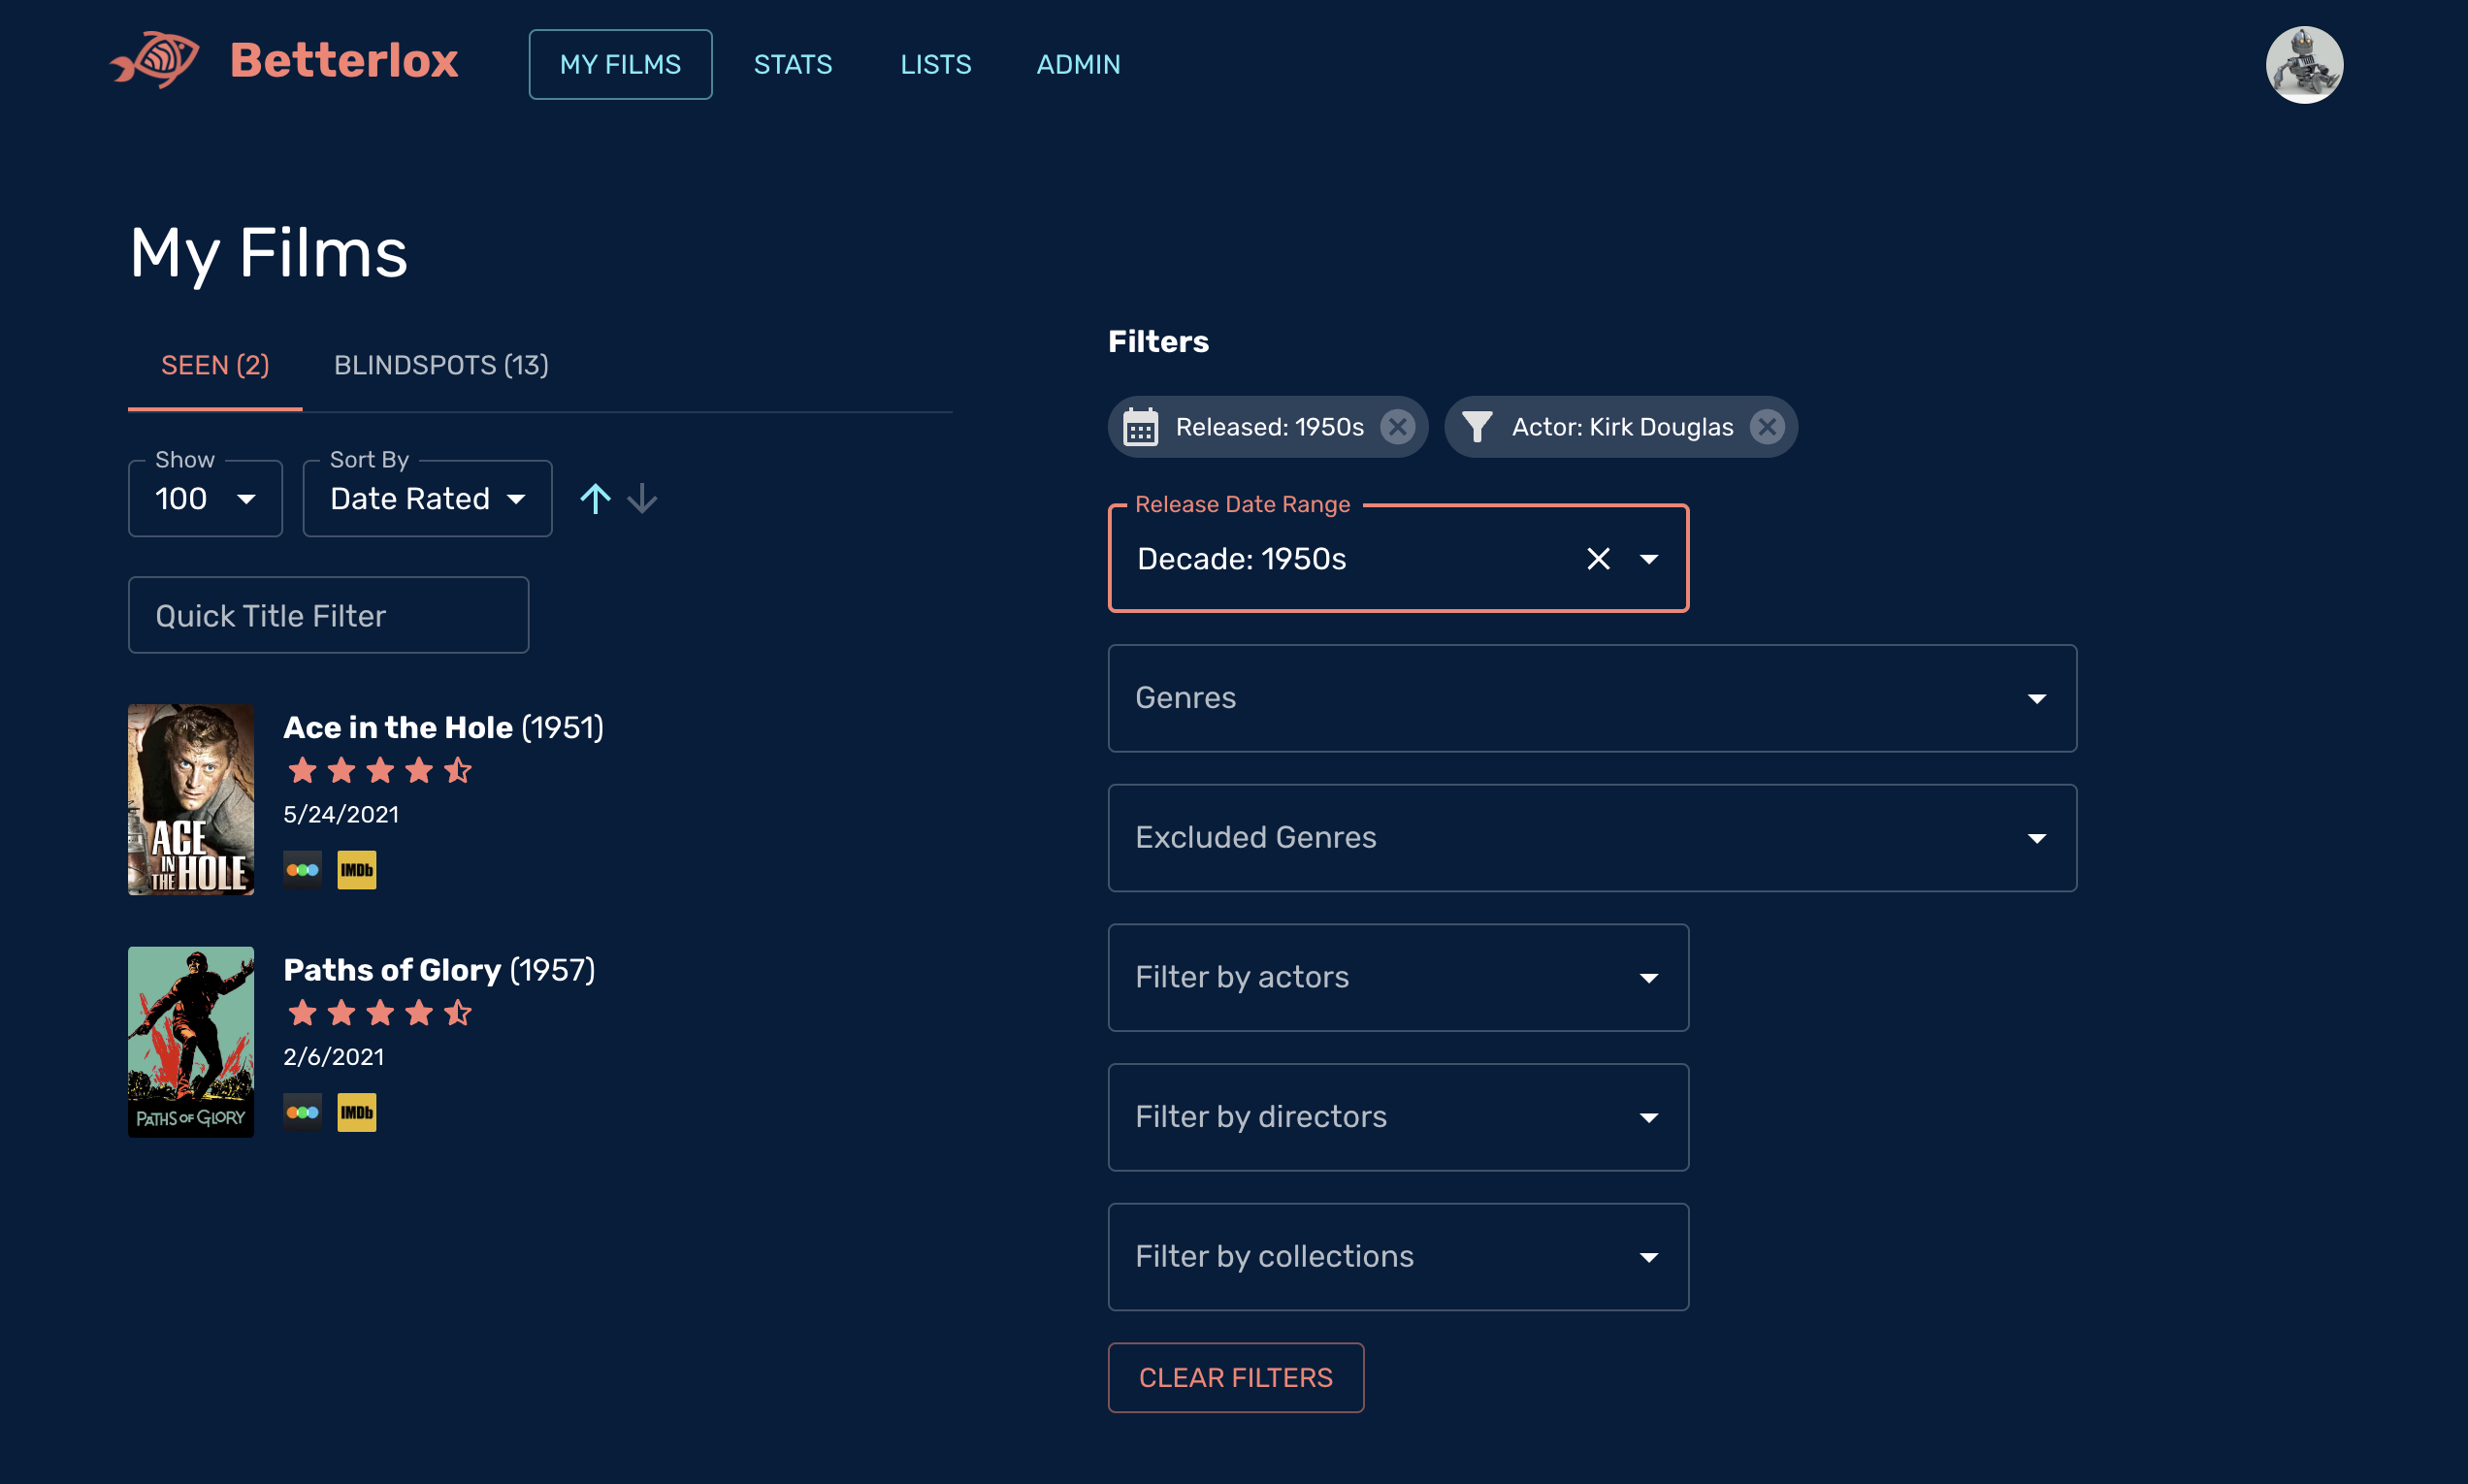 Betterlox
MY FILMS
STATS
LISTS
ADMIN
My Films
SEEN (2)
BLINDSPOTS (13)
Show
100
Sort By
Date Rated
Quick Title Filter
Ace in the Hole (1951)
5/24/2021
IMDb
ACE
IN
THE HOLE
Paths of Glory (1957)
2/6/2021
IMDb
PATHS OF GLORY
Filters
Released: 1950s
Actor: Kirk Douglas
Release Date Range
Decade: 1950s
Genres
Excluded Genres
Filter by actors
Filter by directors
Filter by collections
CLEAR FILTERS